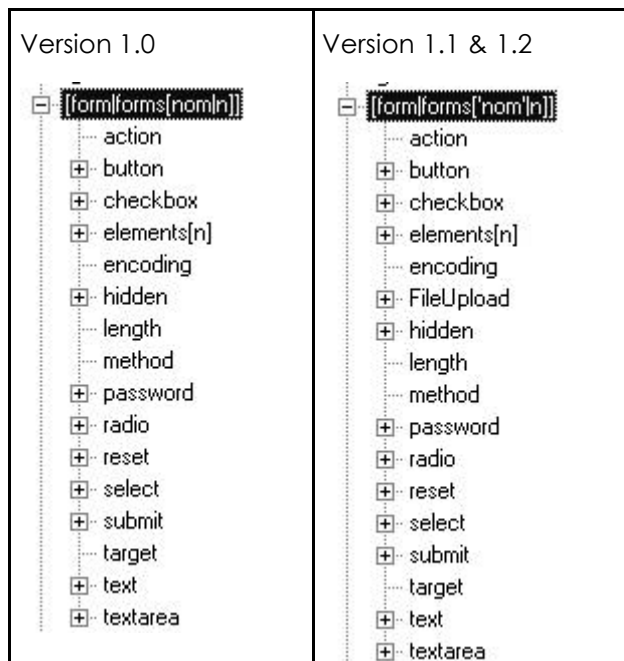 Version 1.0
[[form|forms[nom|n]]
action
button
checkbox
elements[n]
encoding
hidden
length
method
password
radio
reset
select
submit
target
text
textarea
Version 1.1 & 1.2
[[form|forms['nom'|n]]
action
button
checkbox
elements[n]
encoding
FileUpload
hidden
length
method
password
radio
reset
select
submit
target
text
textarea